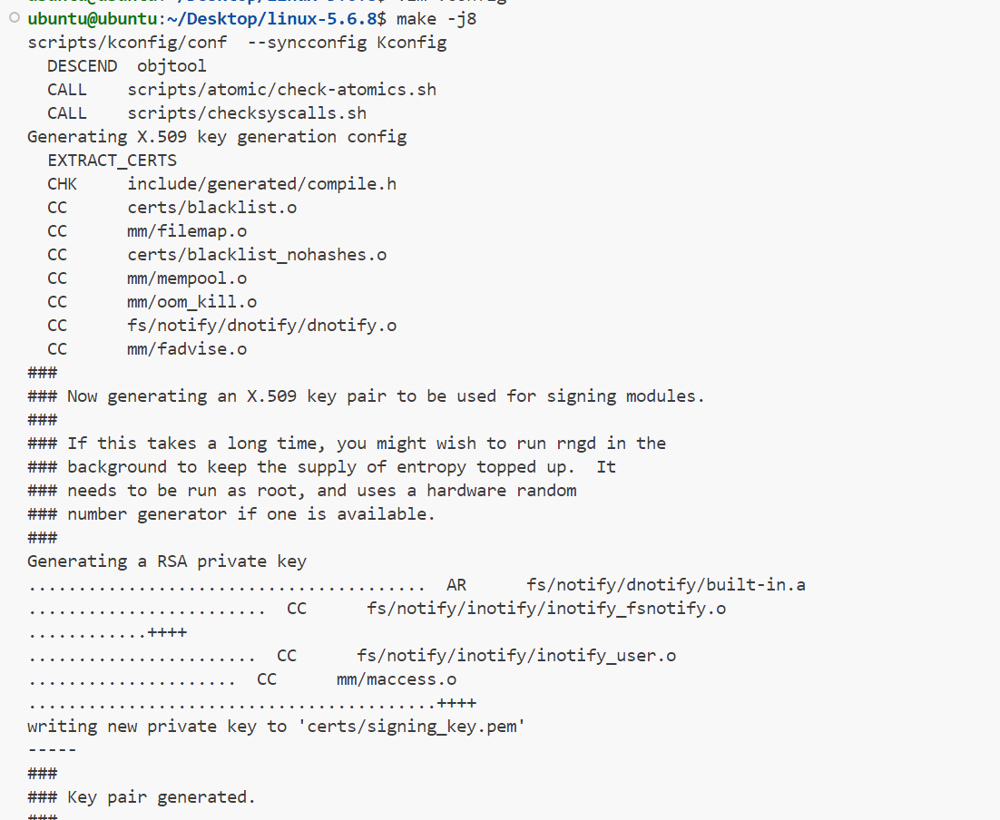 ubuntu@ubuntu:~/Desktop/linux-5.6.8$ make -j8
scripts/kconfig/conf  --syncconfig Kconfig
  DESCEND  objtool
  CALL    scripts/atomic/check-atomics.sh
  CALL    scripts/checksyscalls.sh
Generating X.509 key generation config
  EXTRACT_CERTS
  CHK     include/generated/compile.h
  CC      certs/blacklist.o
  CC      mm/filemap.o
  CC      certs/blacklist_nohashes.o
  CC      mm/mempool.o
  CC      mm/oom_kill.o
  CC      fs/notify/dnotify/dnotify.o
  CC      mm/fadvise.o
###
### Now generating an X.509 key pair to be used for signing modules.
###
### If this takes a long time, you might wish to run rngd in the
### background to keep the supply of entropy topped up.  It
### needs to be run as root, and uses a hardware random
### number generator if one is available.
###
Generating a RSA private key
........................................  AR      fs/notify/dnotify/built-in.a
........................  CC      fs/notify/inotify/inotify_fsnotify.o
............++++
.......................  CC      fs/notify/inotify/inotify_user.o
.....................  CC      mm/maccess.o
.........................................++++
writing new private key to 'certs/signing_key.pem'
-----
###
### Key pair generated.
###